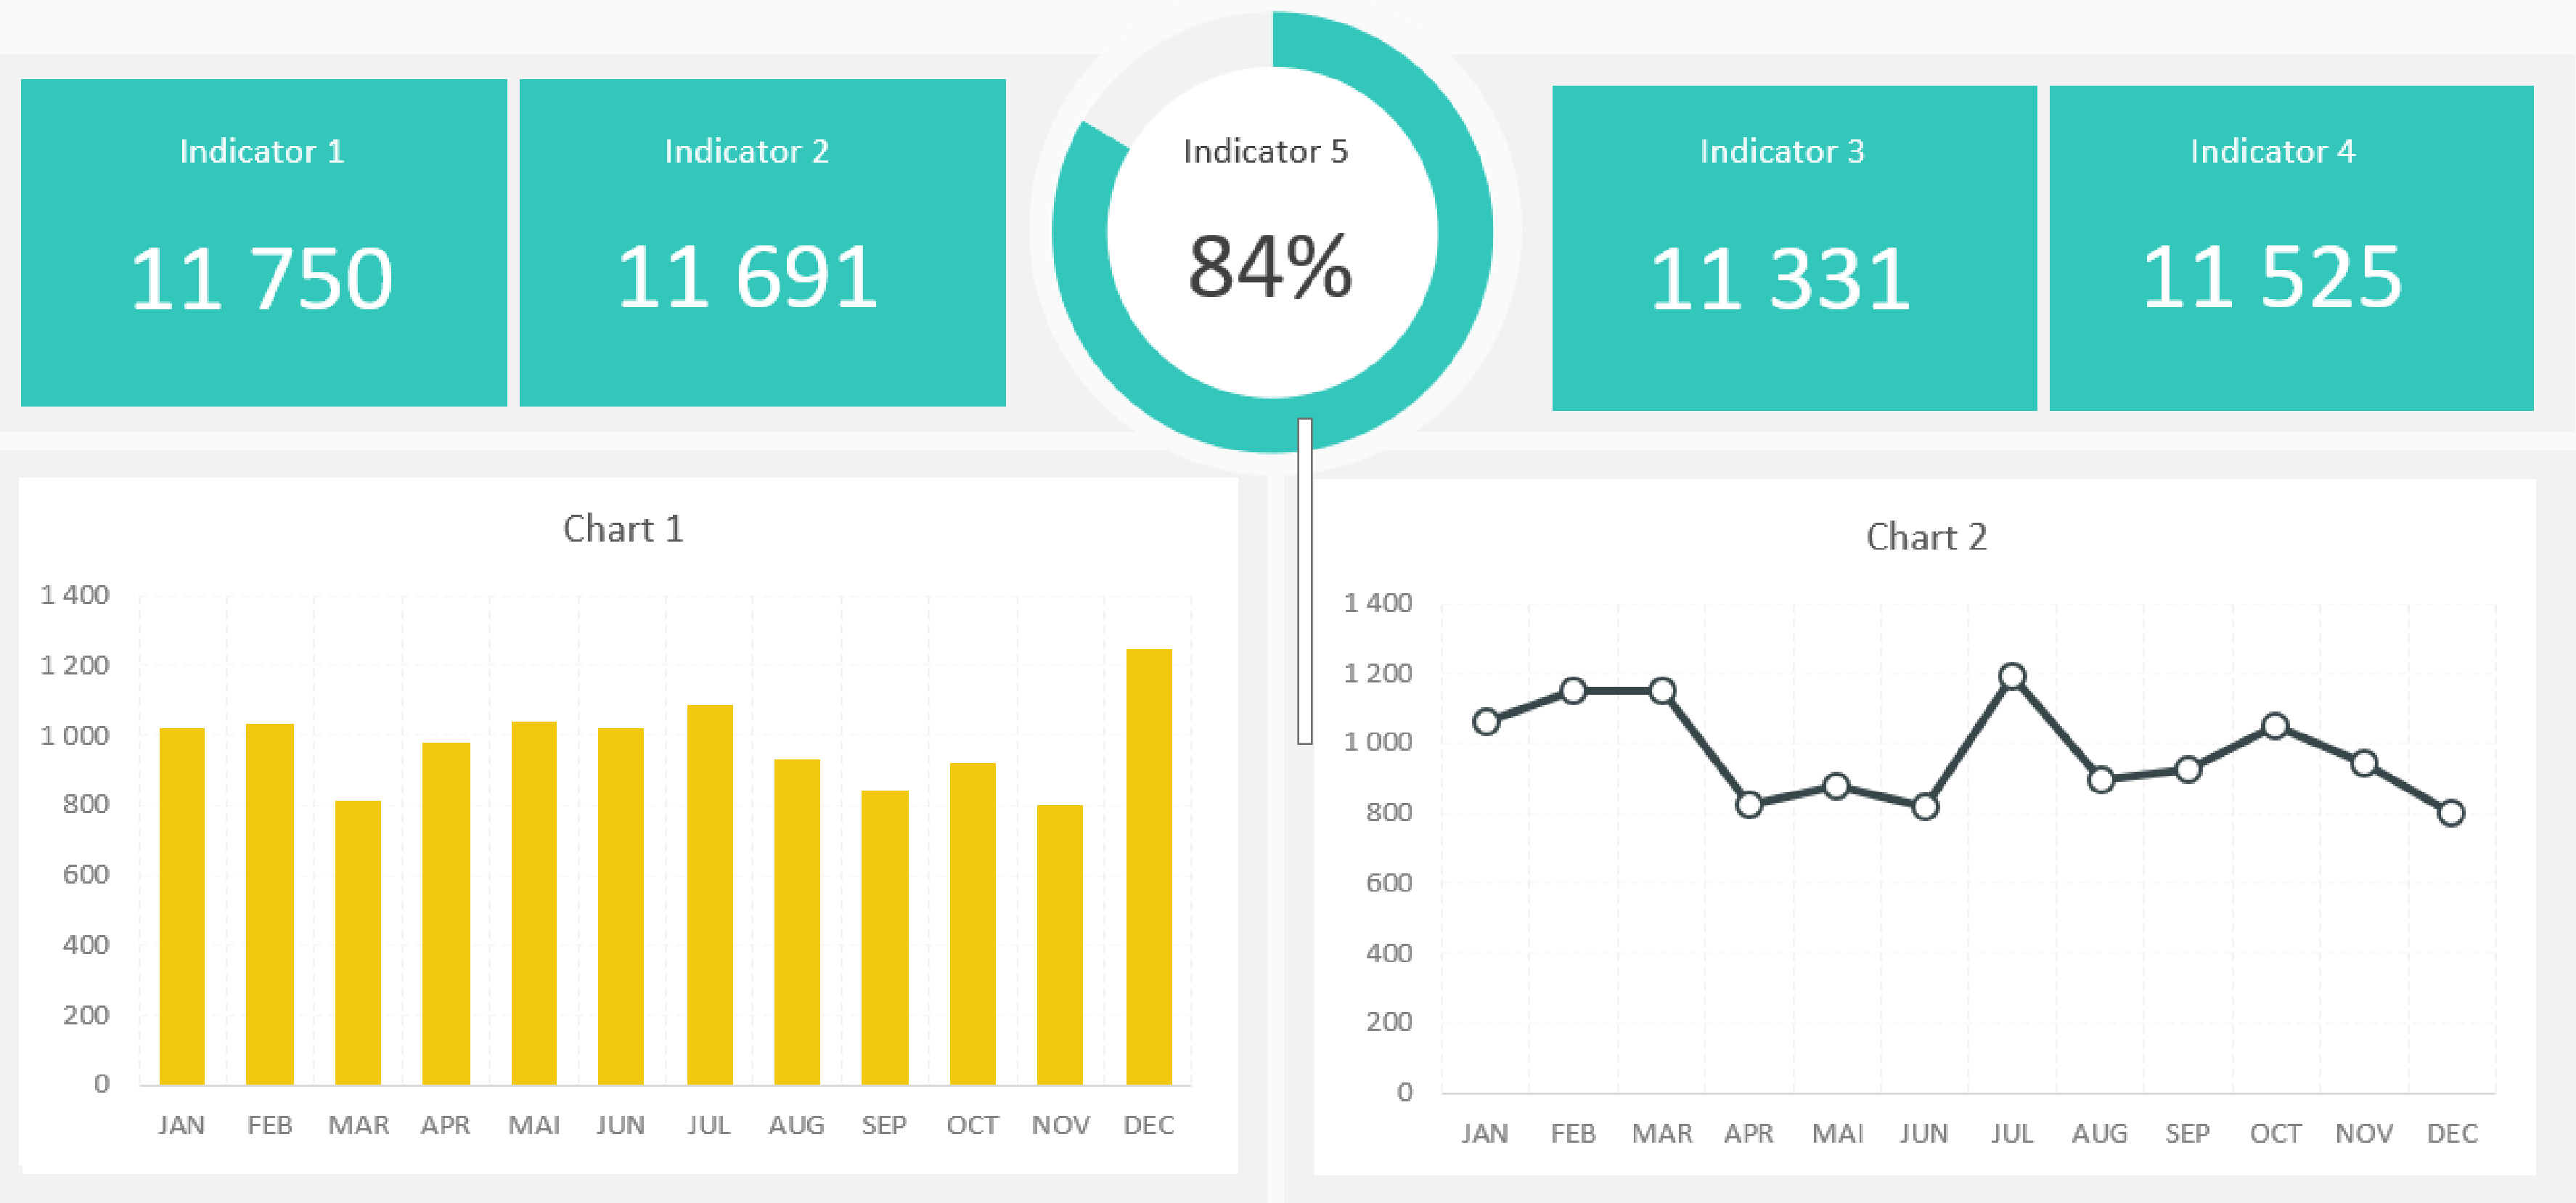 Indicator 1
11 750
Indicator 2
11 691
Indicator 5
84%
Indicator 3
11 331
Indicator 4
11 525
Chart 1
1 400
1 200
1 000
800
600
400
200
0
JAN FEB MAR APR MAI JUN JUL AUG SEP OCT NOV DEC
Chart 2
1 400
1 200
1 000
800
600
400
200
0
JAN FEB MAR APR MAI JUN JUL AUG SEP OCT NOV DEC